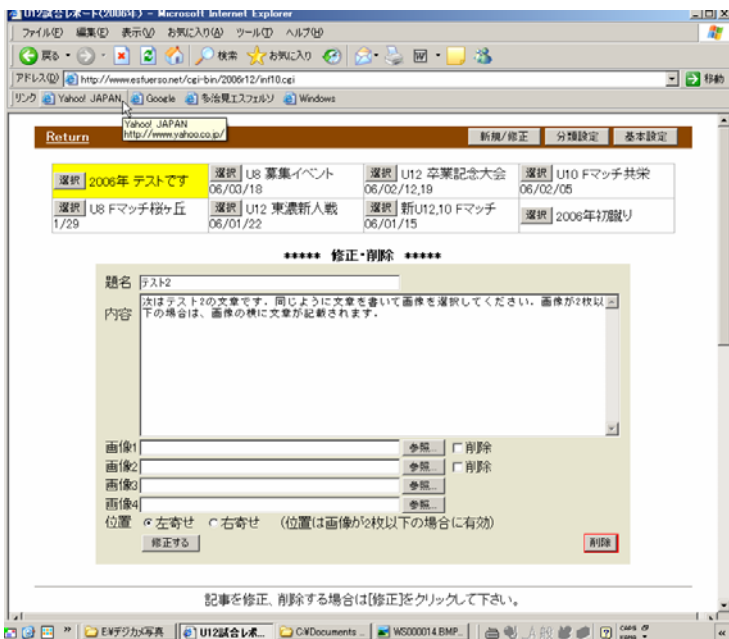 U12試合レポート(2006年) - Microsoft Internet Explorer
ファイル(F) 編集(E) 表示(V) お気に入り(A) ツール(T) ヘルプ(H)
戻る 検索 お気に入り
アドレス(D) http://www.esfuerso.net/cgi-bin/2006r12/inf10.cgi 移動
リンク Yahoo! JAPAN Google 多治見エスフェルソ Windows
Yahoo! JAPAN
http://www.yahoo.co.jp/
Return 新規/修正 分類設定 基本設定
選択 2006年 テストです 選択 U8 募集イベント 06/03/18 選択 U12 卒業記念大会 06/02/12,19 選択 U10 Fマッチ共栄 06/02/05
選択 U8 Fマッチ桜ヶ丘 1/29 選択 U12 東濃新人戦 06/01/22 選択 新U12,10 Fマッチ 06/01/15 選択 2006年初蹴り
***** 修正・削除 *****
題名 テスト2
内容 次はテスト2の文章です. 同じように文章を書いて画像を選択してください. 画像が2枚以
下の場合は、画像の横に文章が記載されます.
画像1 参照... 削除
画像2 参照... 削除
画像3 参照...
画像4 参照...
位置 左寄せ 右寄せ (位置は画像が2枚以下の場合に有効)
修正する 削除
記事を修正、削除する場合は[修正]をクリックして下さい。
E:¥デジカメ写真 U12試合レポ... C:¥Documents ... WS000014.BMP... A 般 CAPS